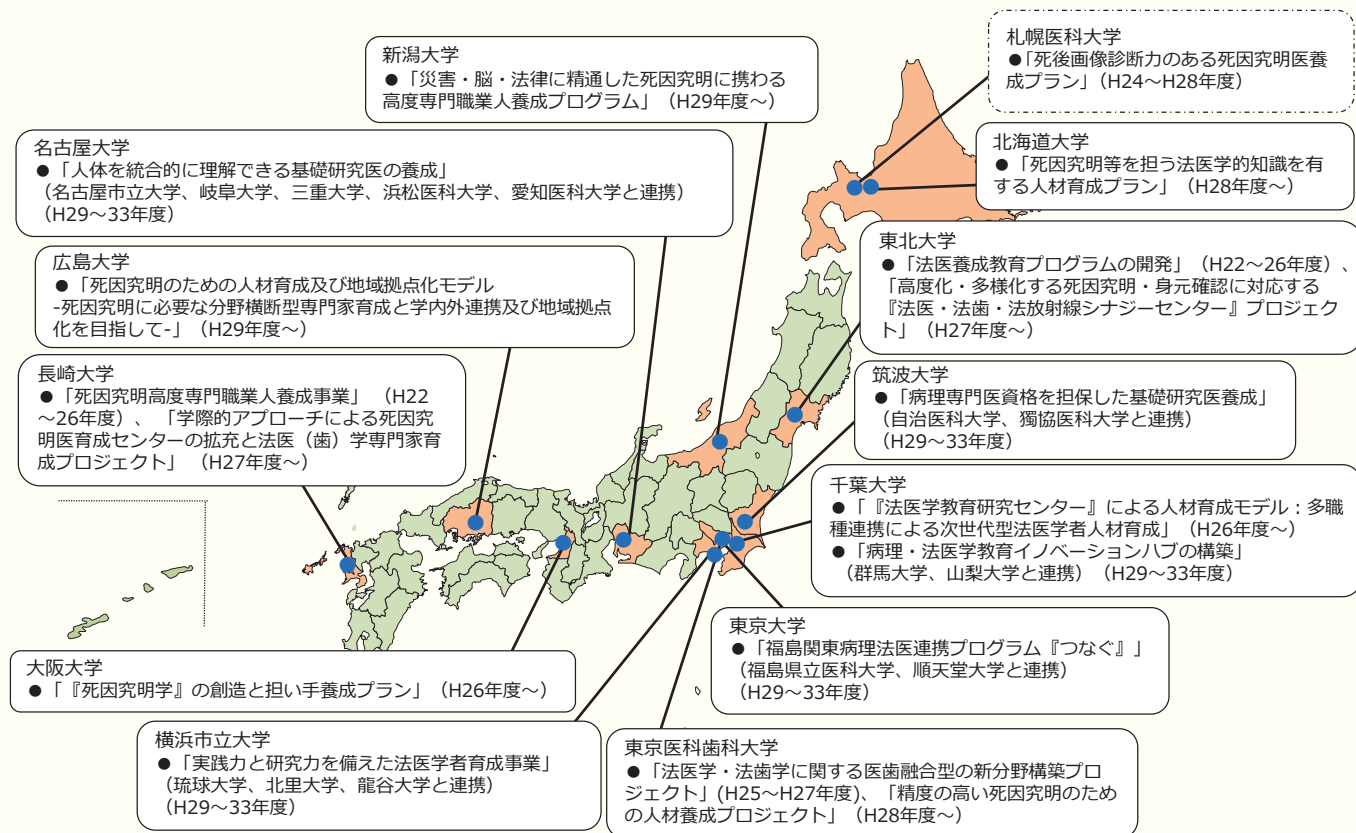 新潟大学
●「災害・脳・法律に精通した死因究明に携わる
高度専門職業人養成プログラム」（H29年度～）
札幌医科大学
●「死後画像診断力のある死因究明医養
成プラン」（H24～H28年度）
名古屋大学
●「人体を統合的に理解できる基礎研究医の養成」
（名古屋市立大学、岐阜大学、三重大学、浜松医科大学、愛知医科大学と連携）
（H29～33年度）
北海道大学
●「死因究明等を担う法医学的知識を有
する人材育成プラン」（H28年度～）
広島大学
●「死因究明のための人材育成及び地域拠点化モデル
-死因究明に必要な分野横断型専門家育成と学内外連携及び地域拠点
化を目指して-」（H29年度～）
東北大学
●「法医養成教育プログラムの開発」（H22～26年度）、
「高度化・多様化する死因究明・身元確認に対応する
『法医・法歯・法放射線シナジーセンター』プロジェク
ト」（H27年度～）
長崎大学
●「死因究明高度専門職業人養成事業」（H22
～26年度）、「学際的アプローチによる死因究
明医育成センターの拡充と法医（歯）学専門家育
成プロジェクト」（H27年度～）
筑波大学
●「病理専門医資格を担保した基礎研究医養成」
（自治医科大学、獨協医科大学と連携）
（H29～33年度）
千葉大学
●「『法医学教育研究センター』による人材育成モデル：多職
種連携による次世代型法医学者人材育成」（H26年度～）
●「病理・法医学教育イノベーションハブの構築」
（群馬大学、山梨大学と連携）（H29～33年度）
東京大学
●「福島関東病理法医連携プログラム『つなぐ』」
（福島県立医科大学、順天堂大学と連携）
（H29～33年度）
大阪大学
●「『死因究明学』の創造と担い手養成プラン」（H26年度～）
横浜市立大学
●「実践力と研究力を備えた法医学者育成事業」
（琉球大学、北里大学、龍谷大学と連携）
（H29～33年度）
東京医科歯科大学
●「法医学・法歯学に関する医歯融合型の新分野構築プロ
ジェクト」(H25～H27年度)、「精度の高い死因究明のため
の人材養成プロジェクト」（H28年度～）